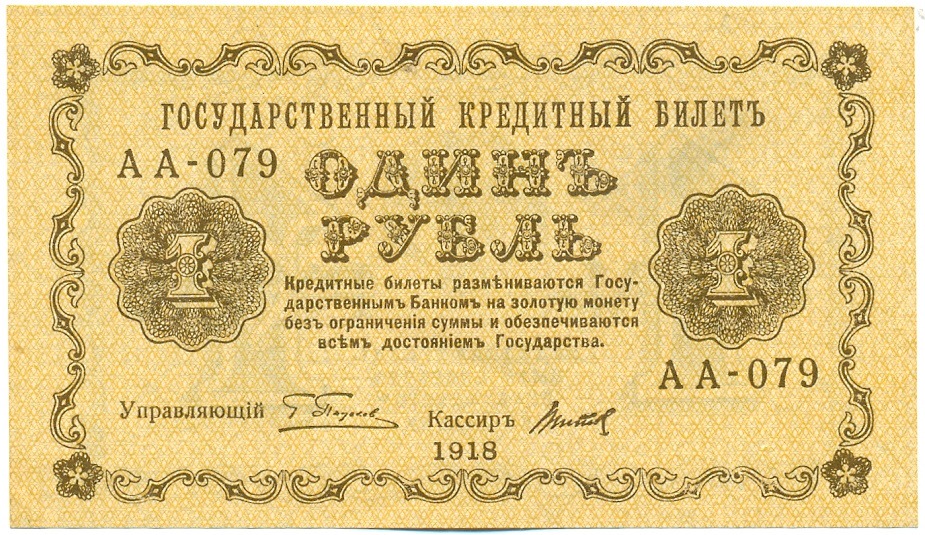 ГОСУДАРСТВЕННЫЙ КРЕДИТНЫЙ БИЛЕТЪ
АА-079
ОДИНЪ
РУБЛЬ
1
1
Кредитные билеты размѣниваются Госу-
дарственнымъ Банкомъ на золотую монету
безъ ограниченія суммы и обезпечиваются
всѣмъ достояніемъ Государства.
АА-079
Управляющій Г. Пятаков Кассиръ
1918